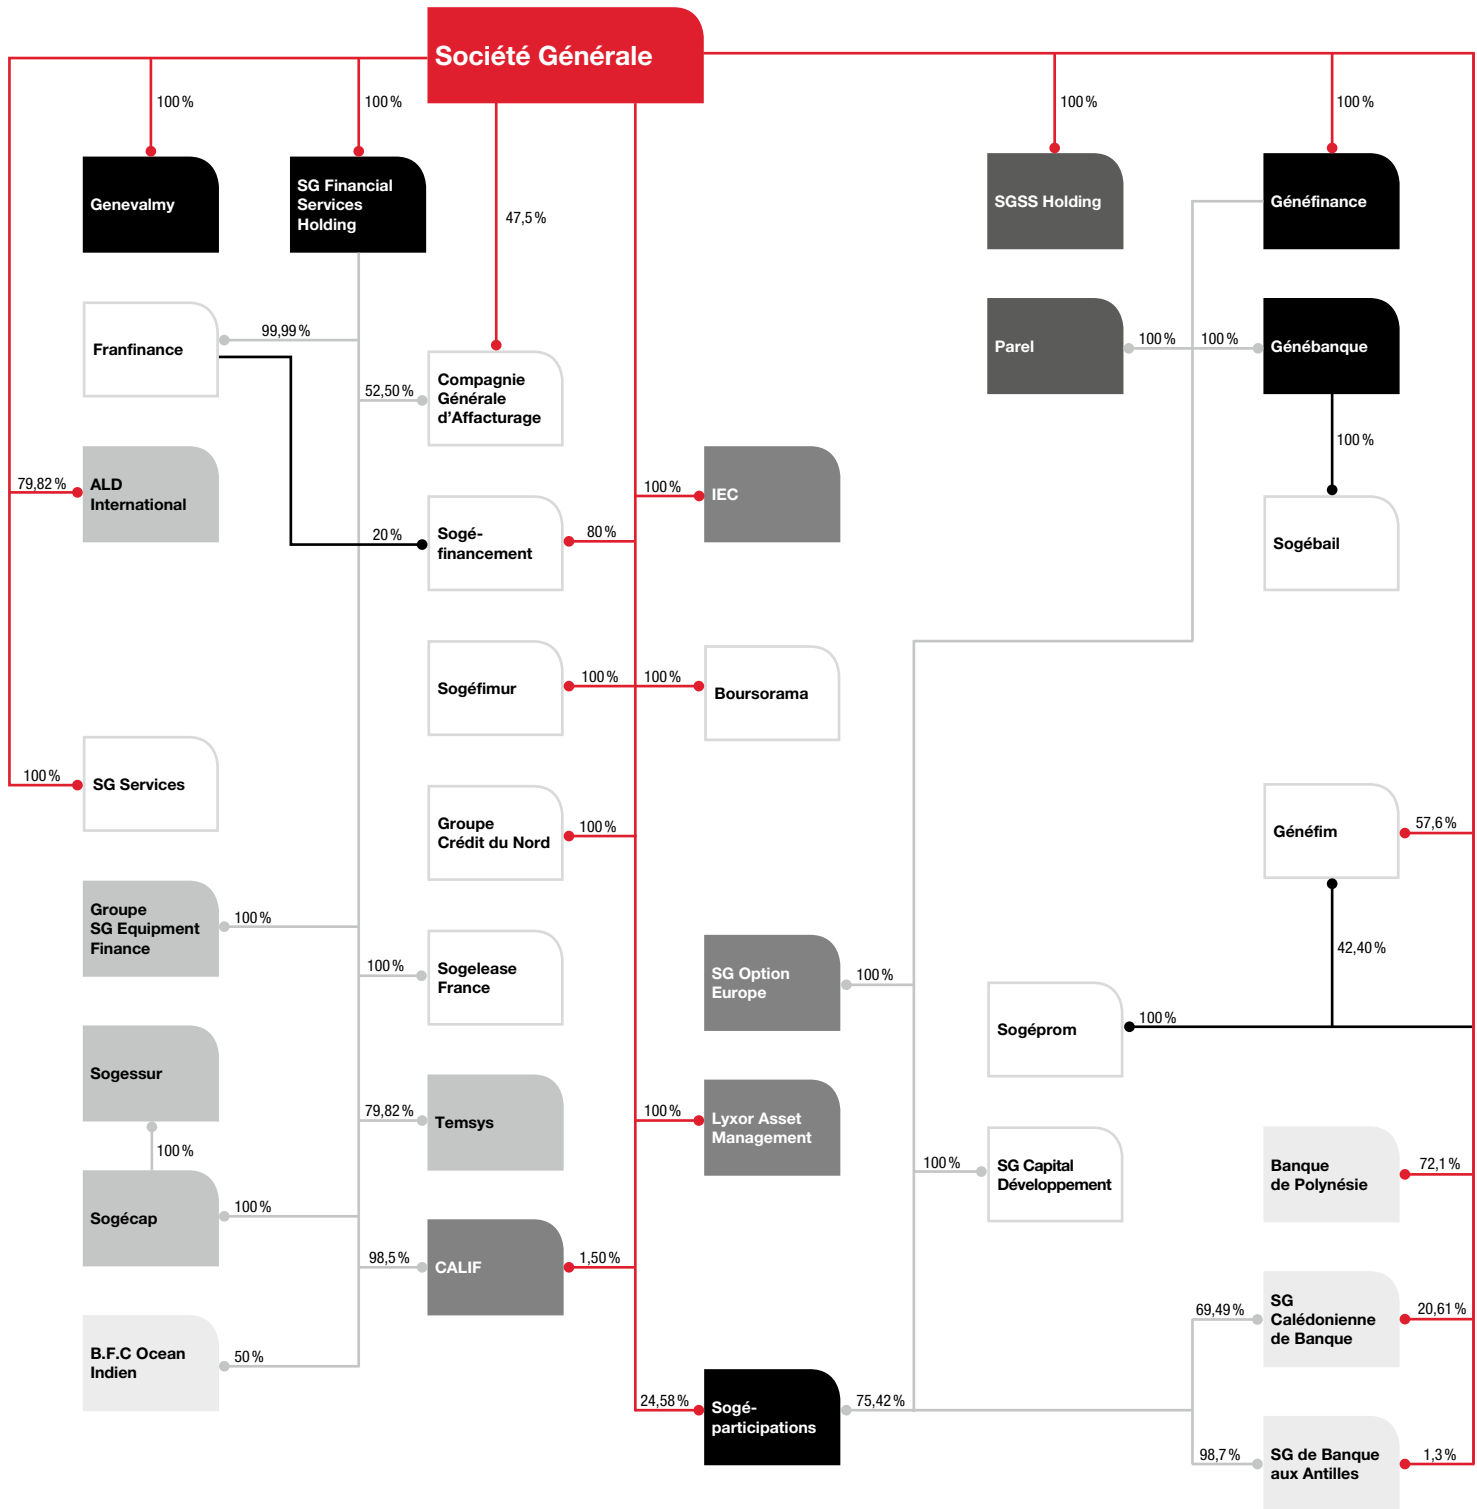 Société Générale
100 %
100 %
100 %
100 %
Genevalmy
SG Financial
Services
Holding
47,5 %
SGSS Holding
Généfinance
Franfinance
99,99 %
Compagnie
Générale
d'Affacturage
52,50 %
Parel
100 %
100 %
Génébanque
100 %
79,82 %
ALD
International
100 %
IEC
20 %
Sogé-
financement
80 %
Sogébail
Sogéfimur
100 %
100 %
Boursorama
100 %
SG Services
Groupe
Crédit du Nord
100 %
Généfim
57,6 %
Groupe
SG Equipment
Finance
100 %
100 %
Sogelease
France
SG Option
Europe
100 %
42,40 %
Sogéprom
100 %
Sogessur
100 %
79,82 %
Temsys
100 %
Lyxor Asset
Management
100 %
SG Capital
Développement
Banque
de Polynésie
72,1 %
Sogécap
100 %
98,5 %
CALIF
1,50 %
69,49 %
SG
Calédonienne
de Banque
20,61 %
B.F.C Ocean
Indien
50 %
24,58 %
Sogé-
participations
75,42 %
98,7 %
SG de Banque
aux Antilles
1,3 %